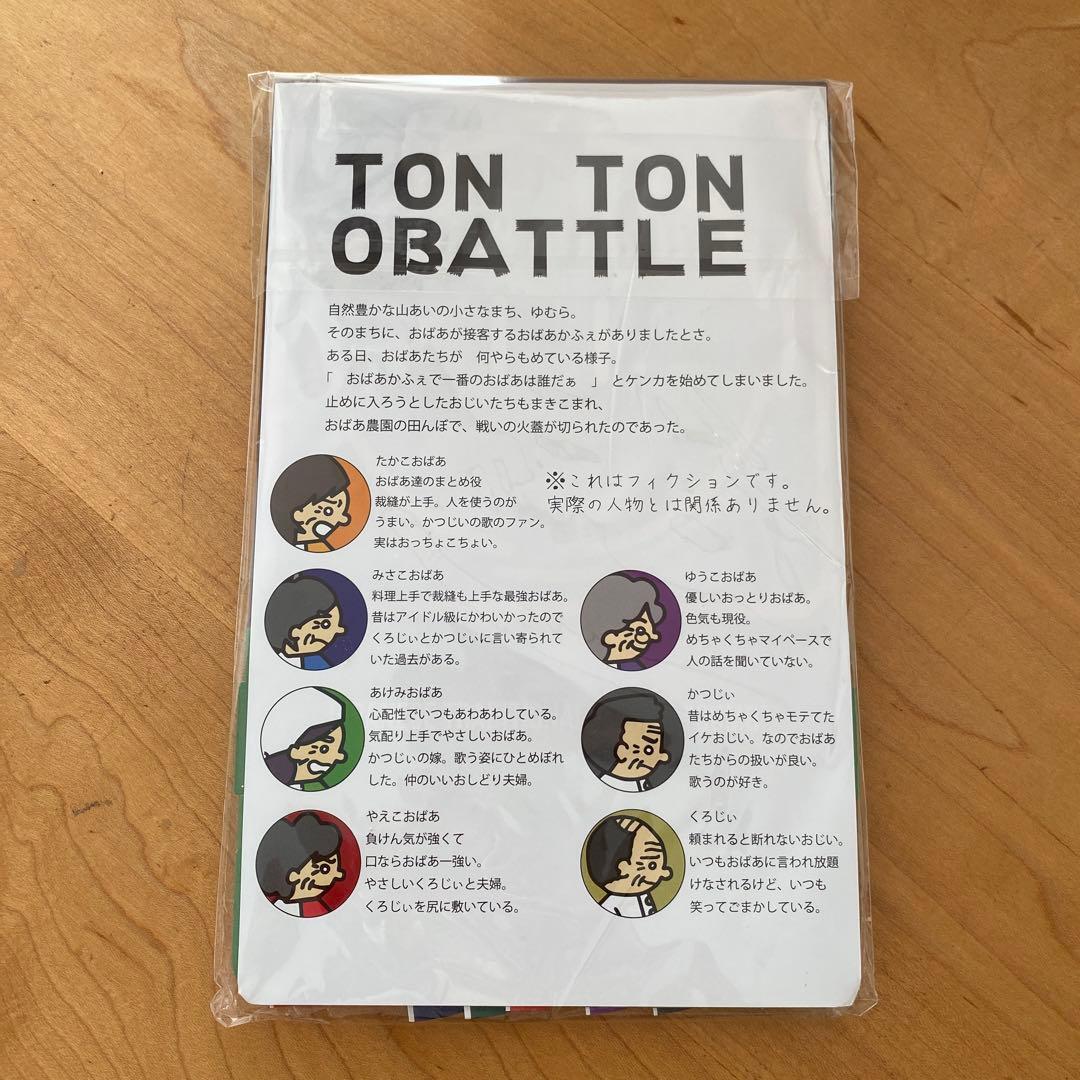 TON TON
OBATTLE
自然豊かな山あいの小さなまち、ゆむら。
そのまちに、おばあが接客するおばあかふぇがありましたとさ。
ある日、おばあたちが 何やらもめている様子。
「 おばあかふぇで一番のおばあは誰だぁ 」 とケンカを始めてしまいました。
止めに入ろうとしたおじいたちもまきこまれ、
おばあ農園の田んぼで、戦いの火蓋が切られたのであった。
たかこおばあ
おばあ達のまとめ役
裁縫が上手。人を使うのが
うまい。かつじいの歌のファン。
実はおっちょこちょい。
※これはフィクションです。
実際の人物とは関係ありません。
みさこおばあ
料理上手で裁縫も上手な最強おばあ。
昔はアイドル級にかわいかったので
くろじぃとかつじぃに言い寄られて
いた過去がある。
ゆうこおばあ
優しいおっとりおばあ。
色気も現役。
めちゃくちゃマイペースで
人の話を聞いていない。
あけみおばあ
心配性でいつもあわあわしている。
気配り上手でやさしいおばあ。
かつじぃの嫁。歌う姿にひとめぼれ
した。仲のいいおしどり夫婦。
かつじぃ
昔はめちゃくちゃモテてた
イケおじい。なのでおばあ
たちからの扱いが良い。
歌うのが好き。
やえこおばあ
負けん気が強くて
口ならおばあ一強い。
やさしいくろじぃと夫婦。
くろじぃを尻に敷いている。
くろじぃ
頼まれると断れないおじい。
いつもおばあに言われ放題
けなされるけど、いつも
笑ってごまかしている。